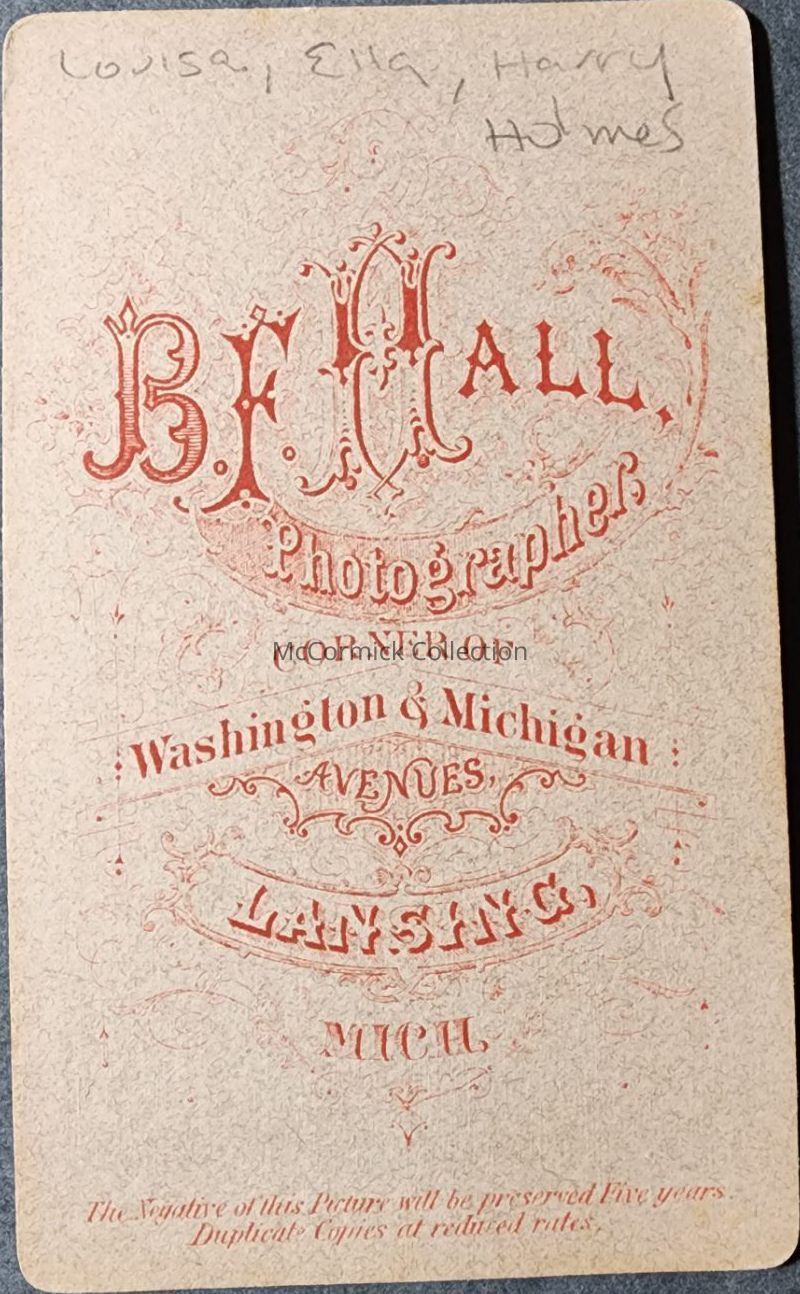 Louisa, Ella, Harry
Holmes
B.F. HALL.
Photographer.
CORNER OF
McCormick Collection
Washington & Michigan
AVENUES,
LANSING,
MICH.
The Negative of this Picture will be preserved Five years.
Duplicate Copies at reduced rates.